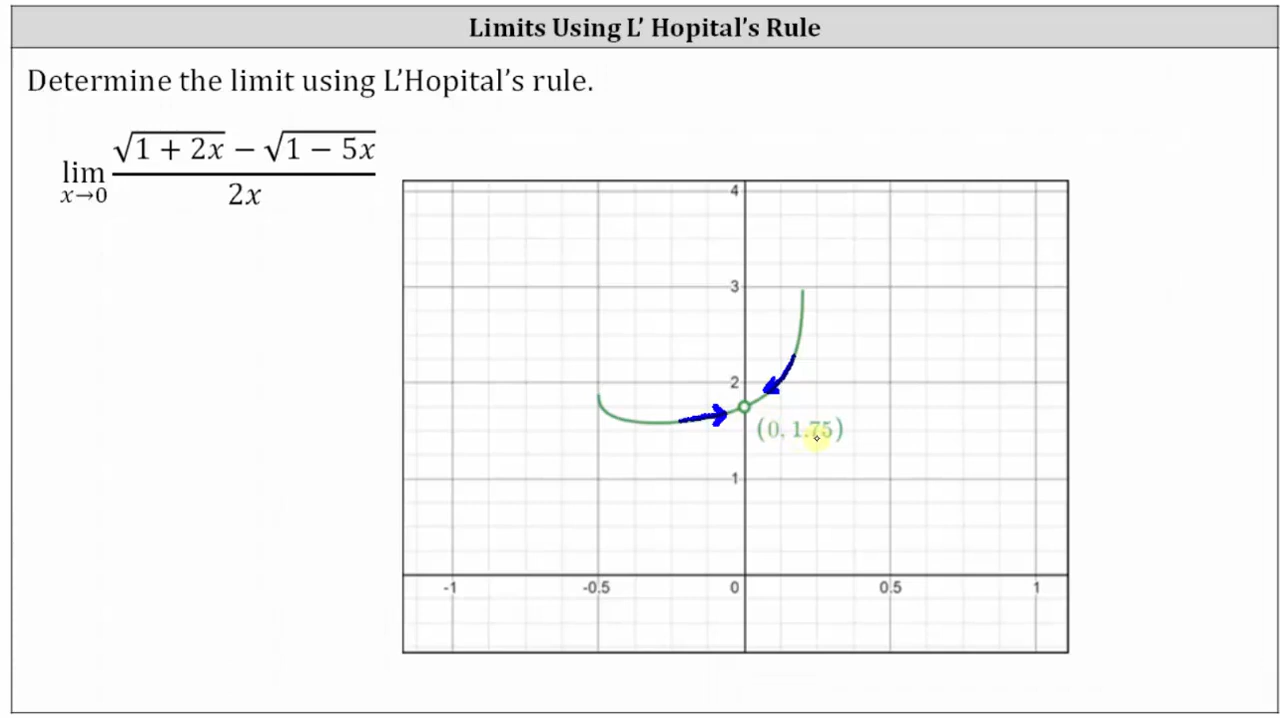 Limits Using L’ Hopital’s Rule
Determine the limit using L’Hopital’s rule.
lim x→0 (√(1 + 2x) − √(1 − 5x)) / 2x
4
3
2
(0, 1.75)
1
-1 -0.5 0 0.5 1